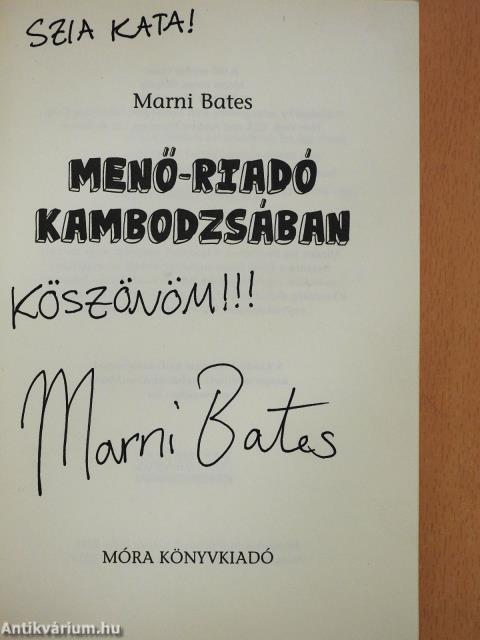 SZIA KATA!
Marni Bates
MENŐ-RIADÓ
KAMBODZSÁBAN
KÖSZÖNÖM!!!
Marni Bates
MÓRA KÖNYVKIADÓ
Antikvárium.hu